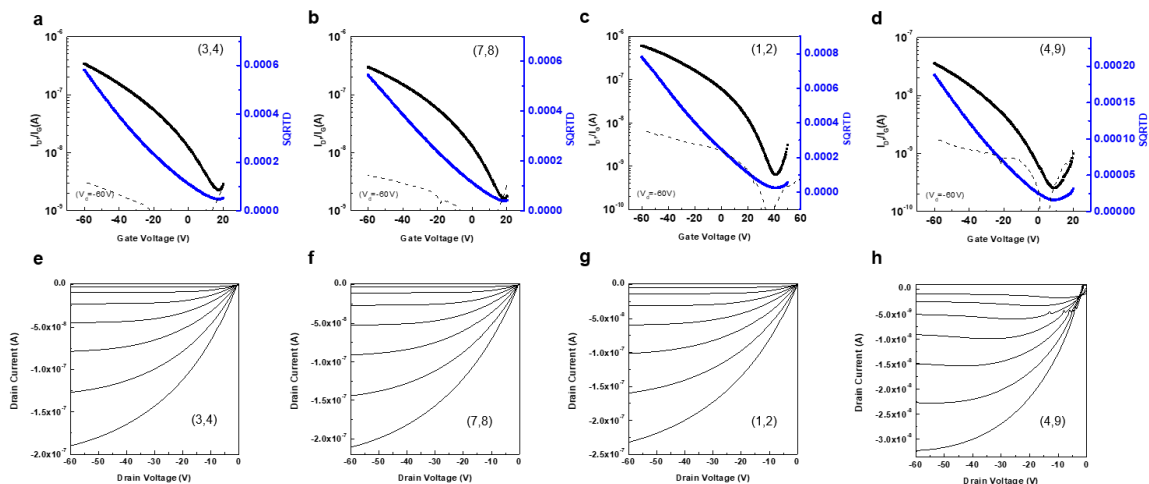 a
(3,4)
10⁻⁶
10⁻⁷
10⁻⁸
10⁻⁹
I_D/I_G(A)
0.0006
0.0004
0.0002
0.0000
SQRTD
(V_d=-60V)
-60 -40 -20 0 20
Gate Voltage (V)
b
(7,8)
10⁻⁶
10⁻⁷
10⁻⁸
10⁻⁹
I_D/I_G(A)
0.0006
0.0004
0.0002
0.0000
SQRTD
(V_d=-60V)
-60 -40 -20 0 20
Gate Voltage (V)
c
(1,2)
10⁻⁵
10⁻⁶
10⁻⁷
10⁻⁸
10⁻⁹
10⁻¹⁰
I_D/I_G(A)
0.0008
0.0006
0.0004
0.0002
0.0000
SQRTD
(V_d=-60V)
-60 -40 -20 0 20 40 60
Gate Voltage (V)
d
(4,9)
10⁻⁷
10⁻⁸
10⁻⁹
10⁻¹⁰
I_D/I_G(A)
0.00020
0.00015
0.00010
0.00005
0.00000
SQRTD
(V_d=-60V)
-60 -40 -20 0 20
Gate Voltage (V)
e
0.0
-5.0x10⁻⁸
-1.0x10⁻⁷
-1.5x10⁻⁷
-2.0x10⁻⁷
Drain Current (A)
(3,4)
-60 -50 -40 -30 -20 -10 0
Drain Voltage (V)
f
0.0
-5.0x10⁻⁸
-1.0x10⁻⁷
-1.5x10⁻⁷
-2.0x10⁻⁷
Drain Current (A)
(7,8)
-60 -50 -40 -30 -20 -10 0
Drain Voltage (V)
g
0.0
-5.0x10⁻⁸
-1.0x10⁻⁷
-1.5x10⁻⁷
-2.0x10⁻⁷
-2.5x10⁻⁷
Drain Current (A)
(1,2)
-60 -50 -40 -30 -20 -10 0
Drain Voltage (V)
h
0.0
-5.0x10⁻⁹
-1.0x10⁻⁸
-1.5x10⁻⁸
-2.0x10⁻⁸
-2.5x10⁻⁸
-3.0x10⁻⁸
Drain Current (A)
(4,9)
-60 -50 -40 -30 -20 -10 0
Drain Voltage (V)